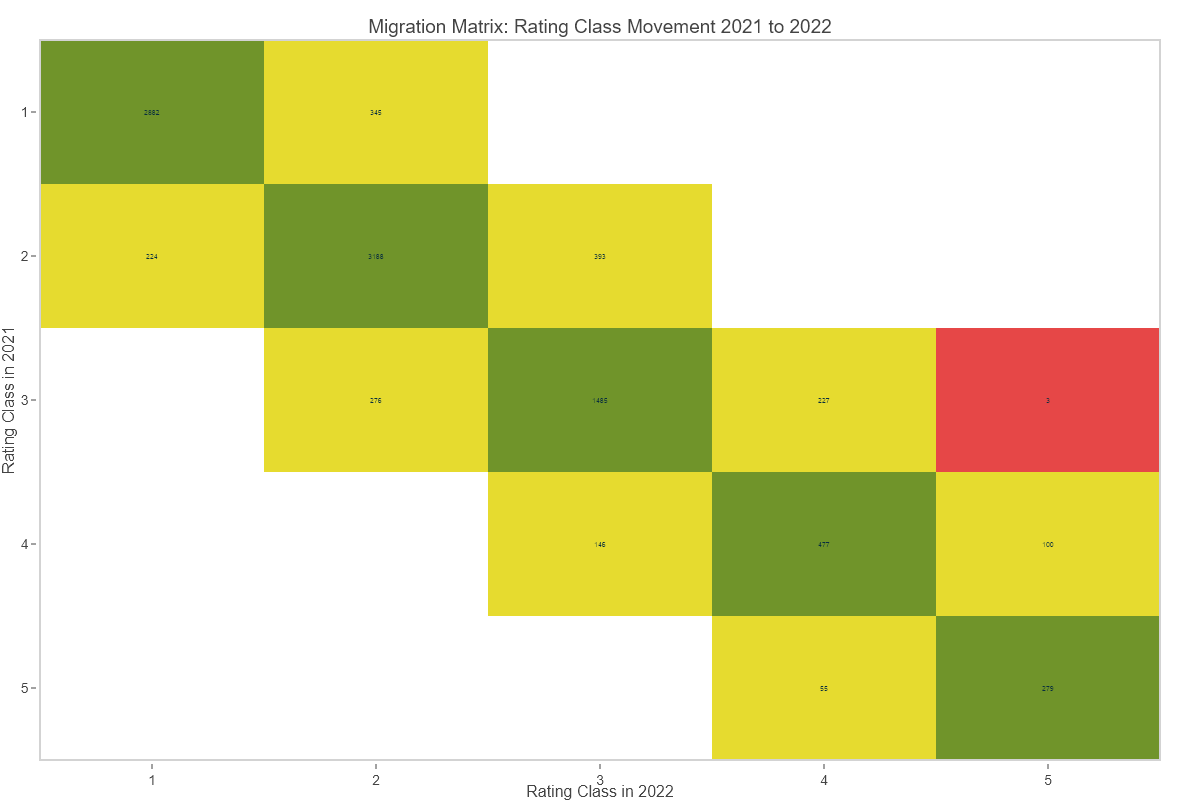 Migration Matrix: Rating Class Movement 2021 to 2022
1 2882 345
2 224 3188 393
3 276 1485 227 3
4 146 477 100
5 55 279
Rating Class in 2021
1 2 3 4 5
Rating Class in 2022